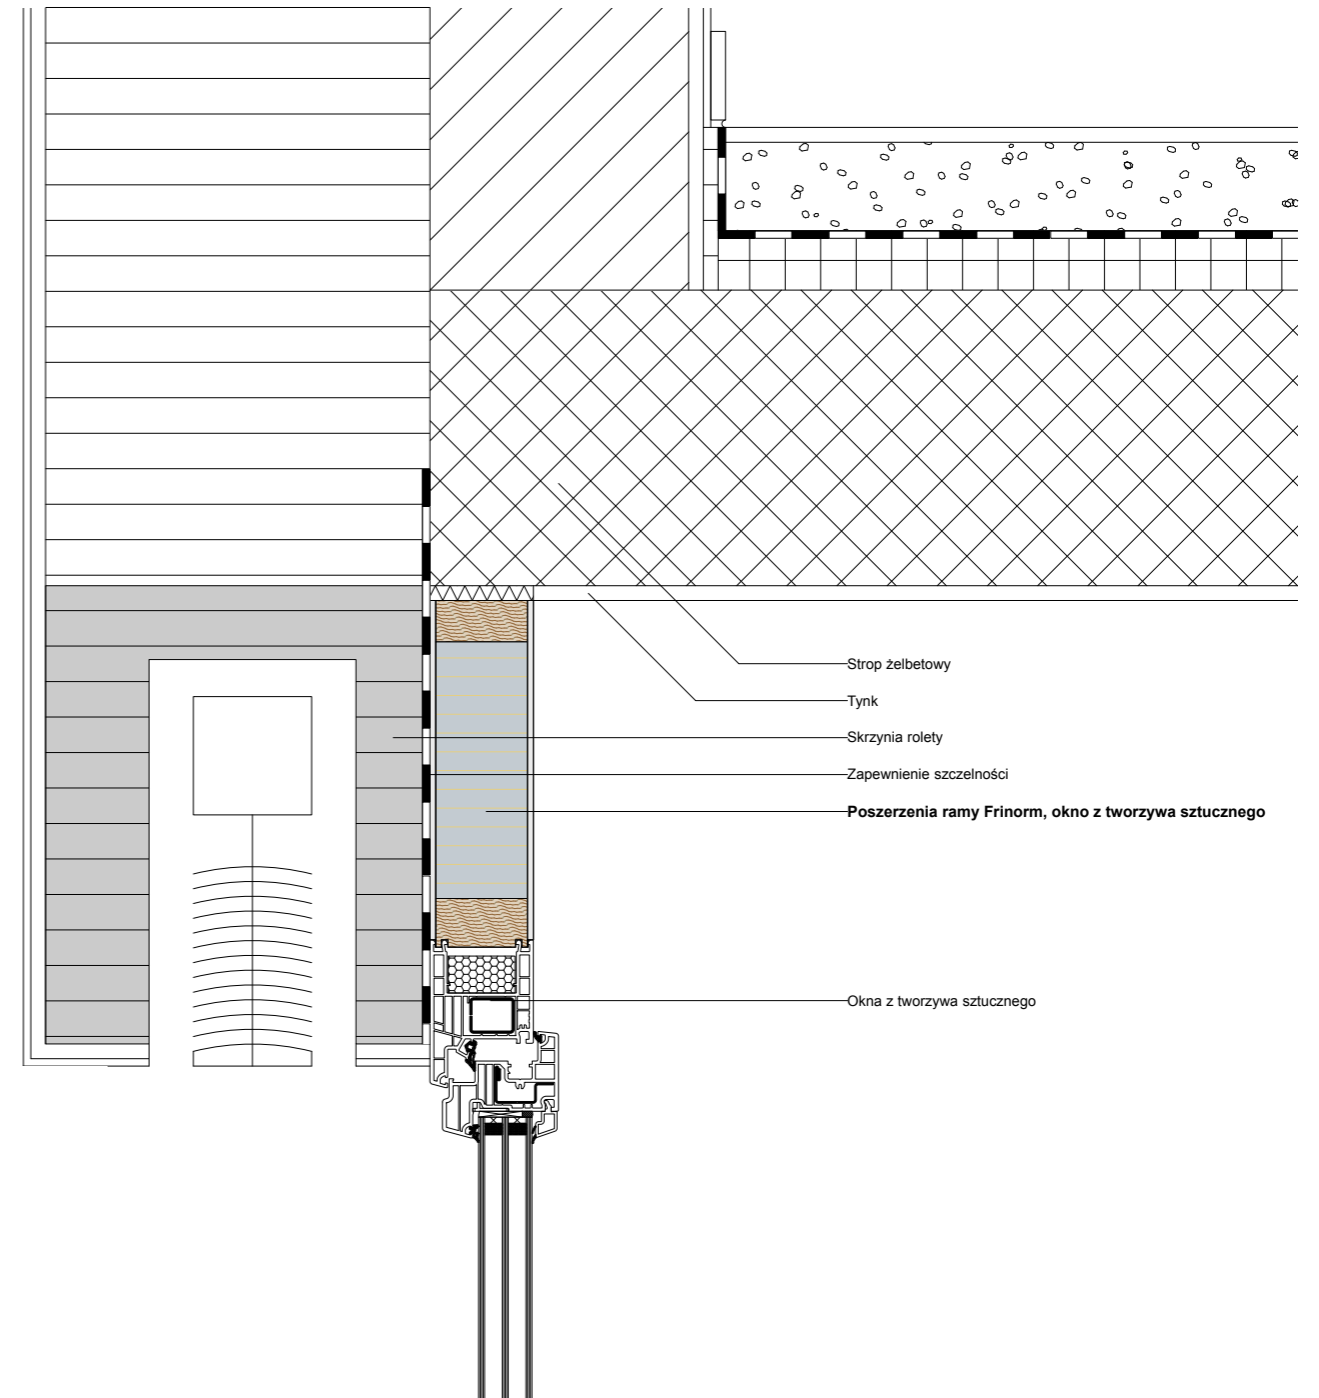 Strop żelbetowy
Tynk
Skrzynia rolety
Zapewnienie szczelności
Poszerzenia ramy Frinorm, okno z tworzywa sztucznego
Okna z tworzywa sztucznego